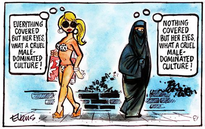 EVERYTHING
COVERED
BUT HER EYES,
WHAT A CRUEL
MALE-
DOMINATED
CULTURE!
NOTHING
COVERED
BUT HER EYES,
WHAT A CRUEL
MALE-
DOMINATED
CULTURE!